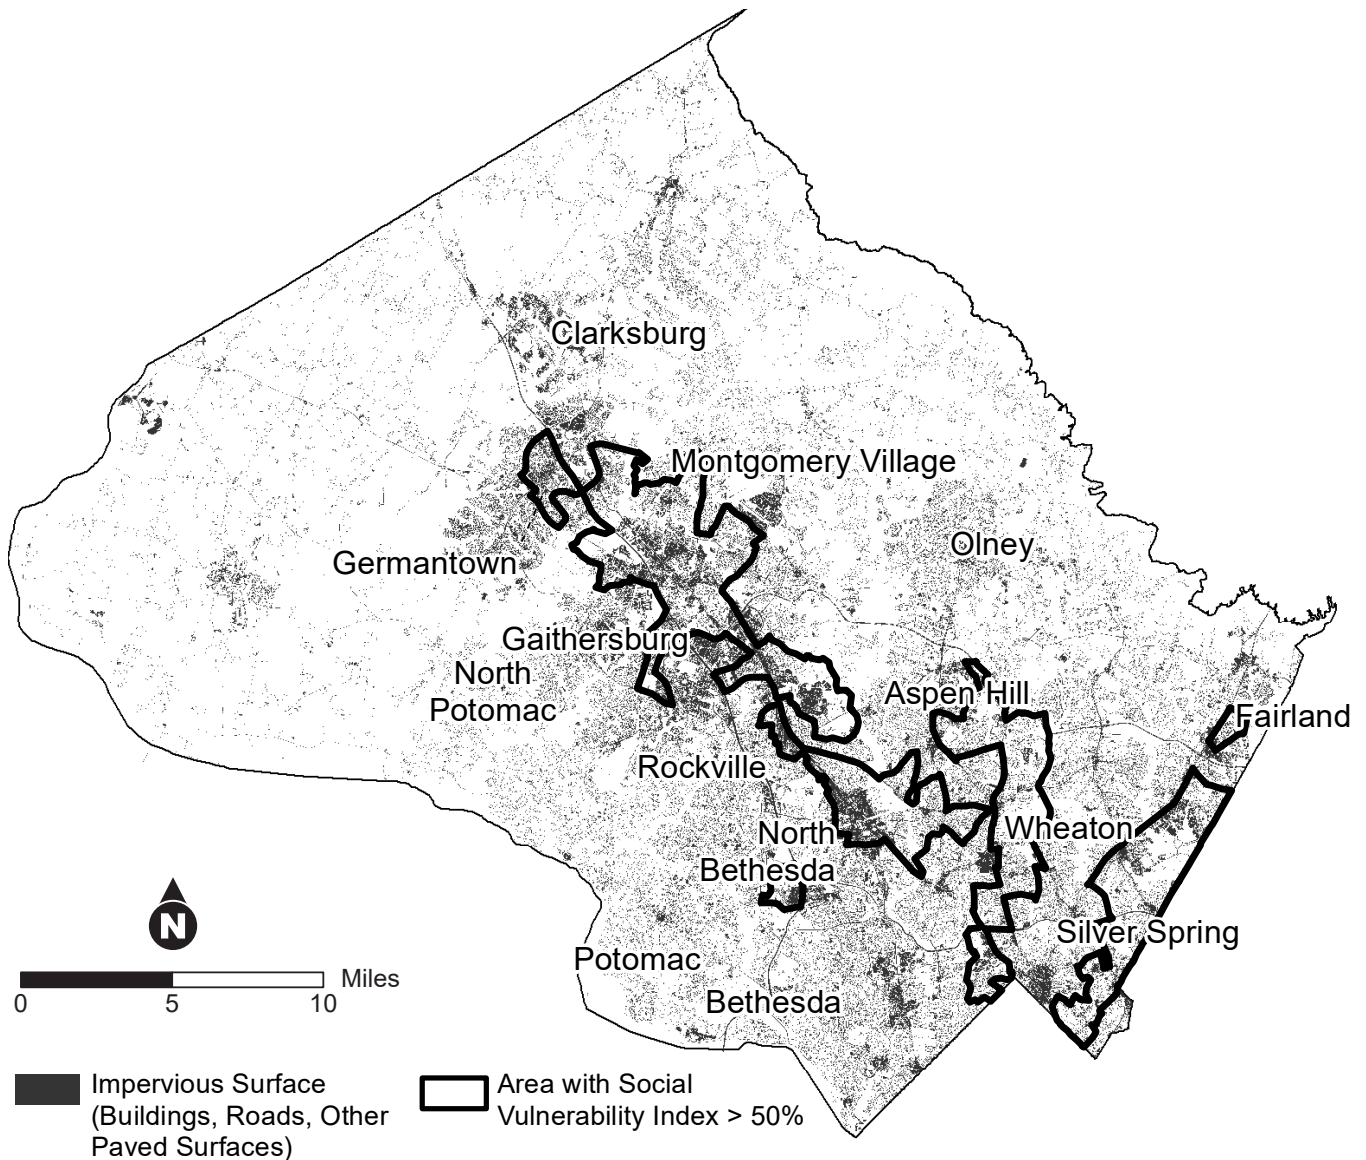 Clarksburg
Montgomery Village
Olney
Germantown
Gaithersburg
North
Potomac
Aspen Hill
Fairland
Rockville
North
Bethesda
Wheaton
Silver Spring
Potomac
Bethesda
N
Miles
0 5 10
Impervious Surface
(Buildings, Roads, Other
Paved Surfaces)
Area with Social
Vulnerability Index > 50%